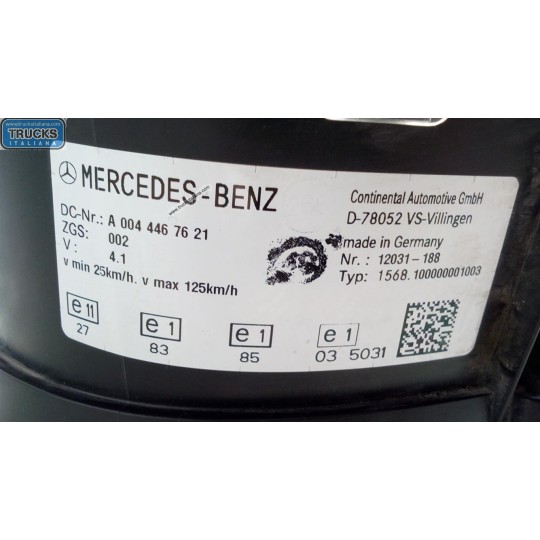 TRUCKS
ITALIANA
MERCEDES-BENZ
DC-Nr.: A 004 446 76 21
ZGS: 002
V: 4.1
v min 25km/h. v max 125km/h
e 11
27
e 1
83
e 1
85
e 1
03 5031
Continental Automotive GmbH
D-78052 VS-Villingen
made in Germany
Nr.: 12031-188
Typ: 1568.100000001003